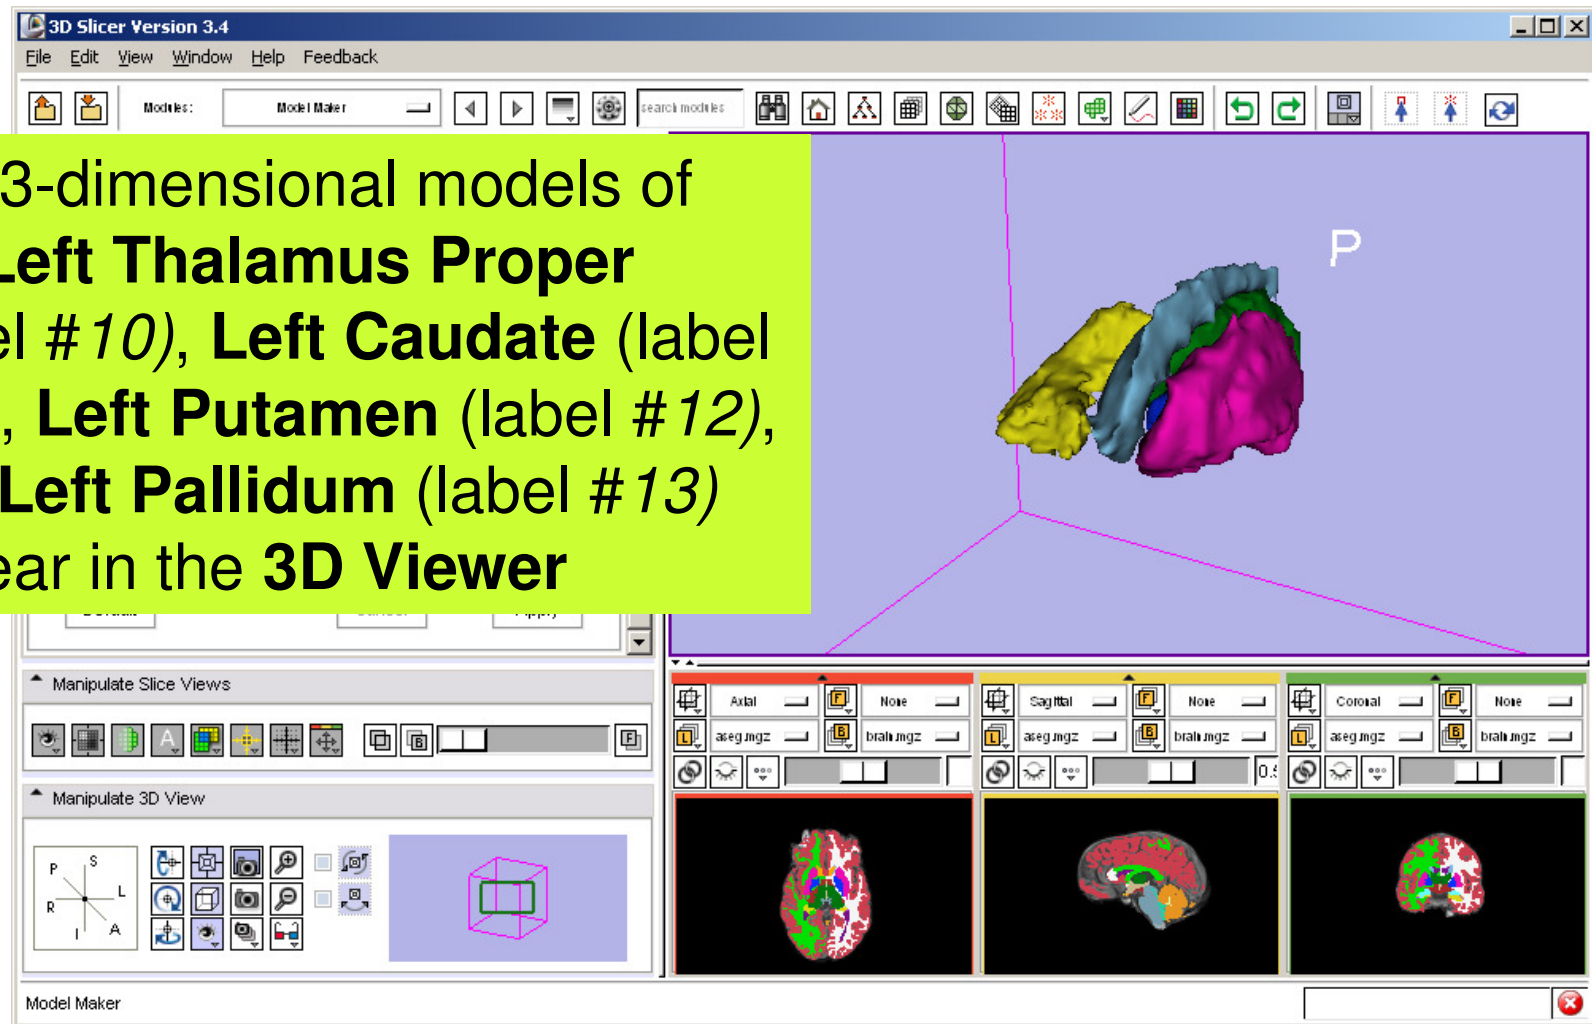 3D Slicer Version 3.4
File Edit View Window Help Feedback
Modules: Model Maker search modules
3-dimensional models of
Left Thalamus Proper
el #10), Left Caudate (label
, Left Putamen (label #12),
Left Pallidum (label #13)
ear in the 3D Viewer
P
Manipulate Slice Views
A B F
Axial F None
L aseg.mgz B brain.mgz
Sagittal F None
L aseg.mgz B brain.mgz
0.5
Coronal F None
L aseg.mgz B brain.mgz
Manipulate 3D View
P S
L
R
I A
Model Maker